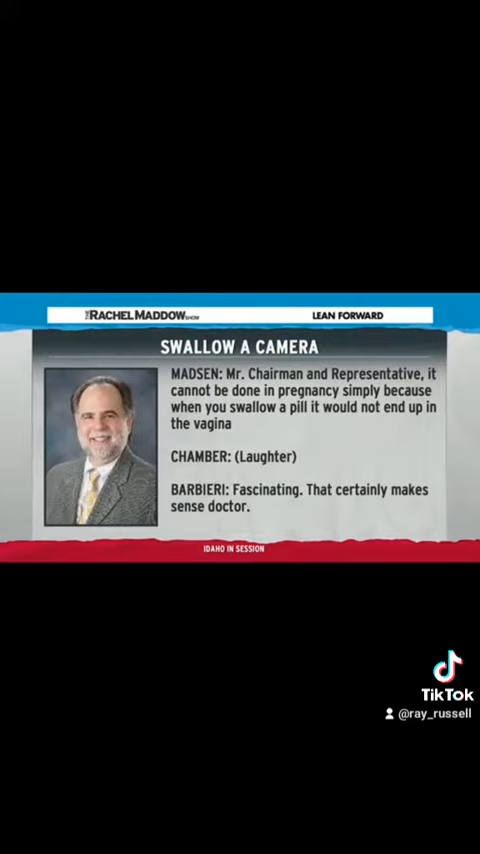 THE RACHEL MADDOW SHOW
LEAN FORWARD
SWALLOW A CAMERA
MADSEN: Mr. Chairman and Representative, it
cannot be done in pregnancy simply because
when you swallow a pill it would not end up in
the vagina
CHAMBER: (Laughter)
BARBIERI: Fascinating. That certainly makes
sense doctor.
IDAHO IN SESSION
TikTok
@ray_russell